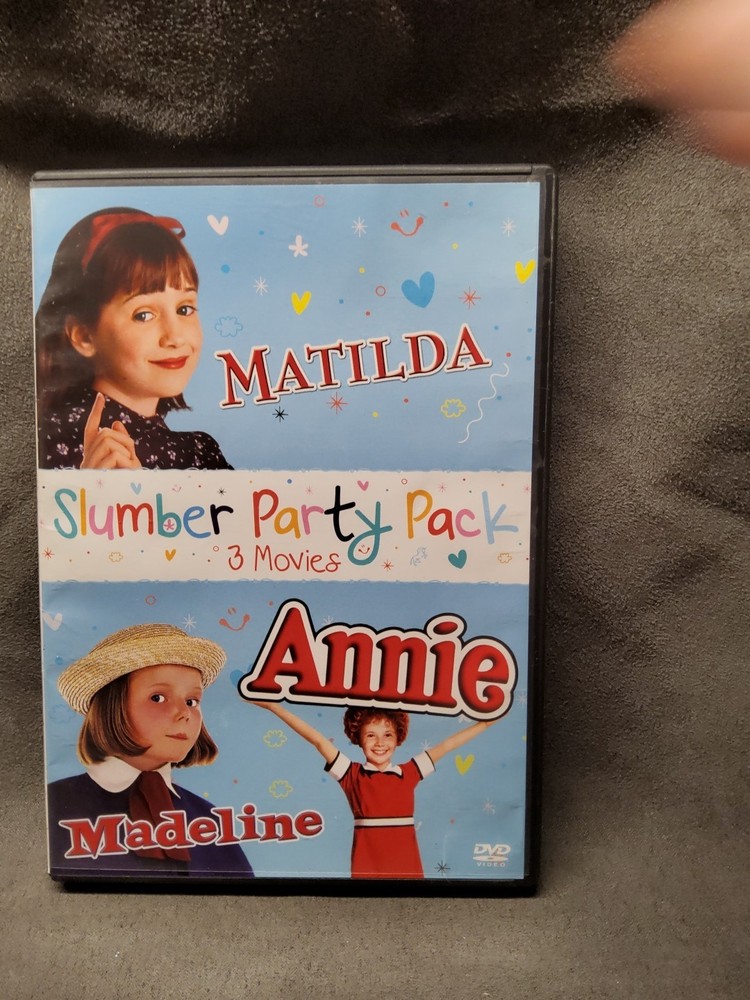 MATILDA
Slumber Party Pack
3 Movies
Annie
Madeline
DVD
VIDEO